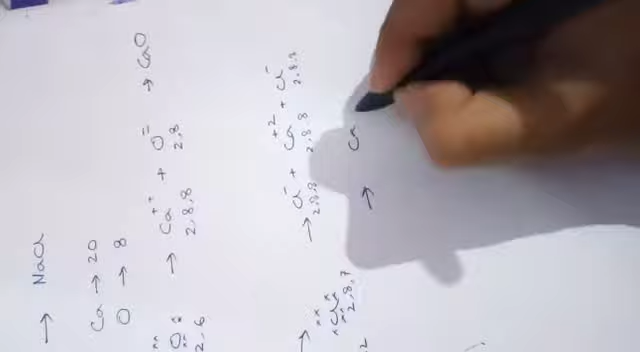 → NaCl
Ca → 20
O → 8
O
2,6
→ Ca++ + O= → CaO
2,8,8 2,8
→ Cl- + Ca+2 + Cl-
2,8,8 2,8,8 2,8,8
→ Cl
2,8,7
→ C